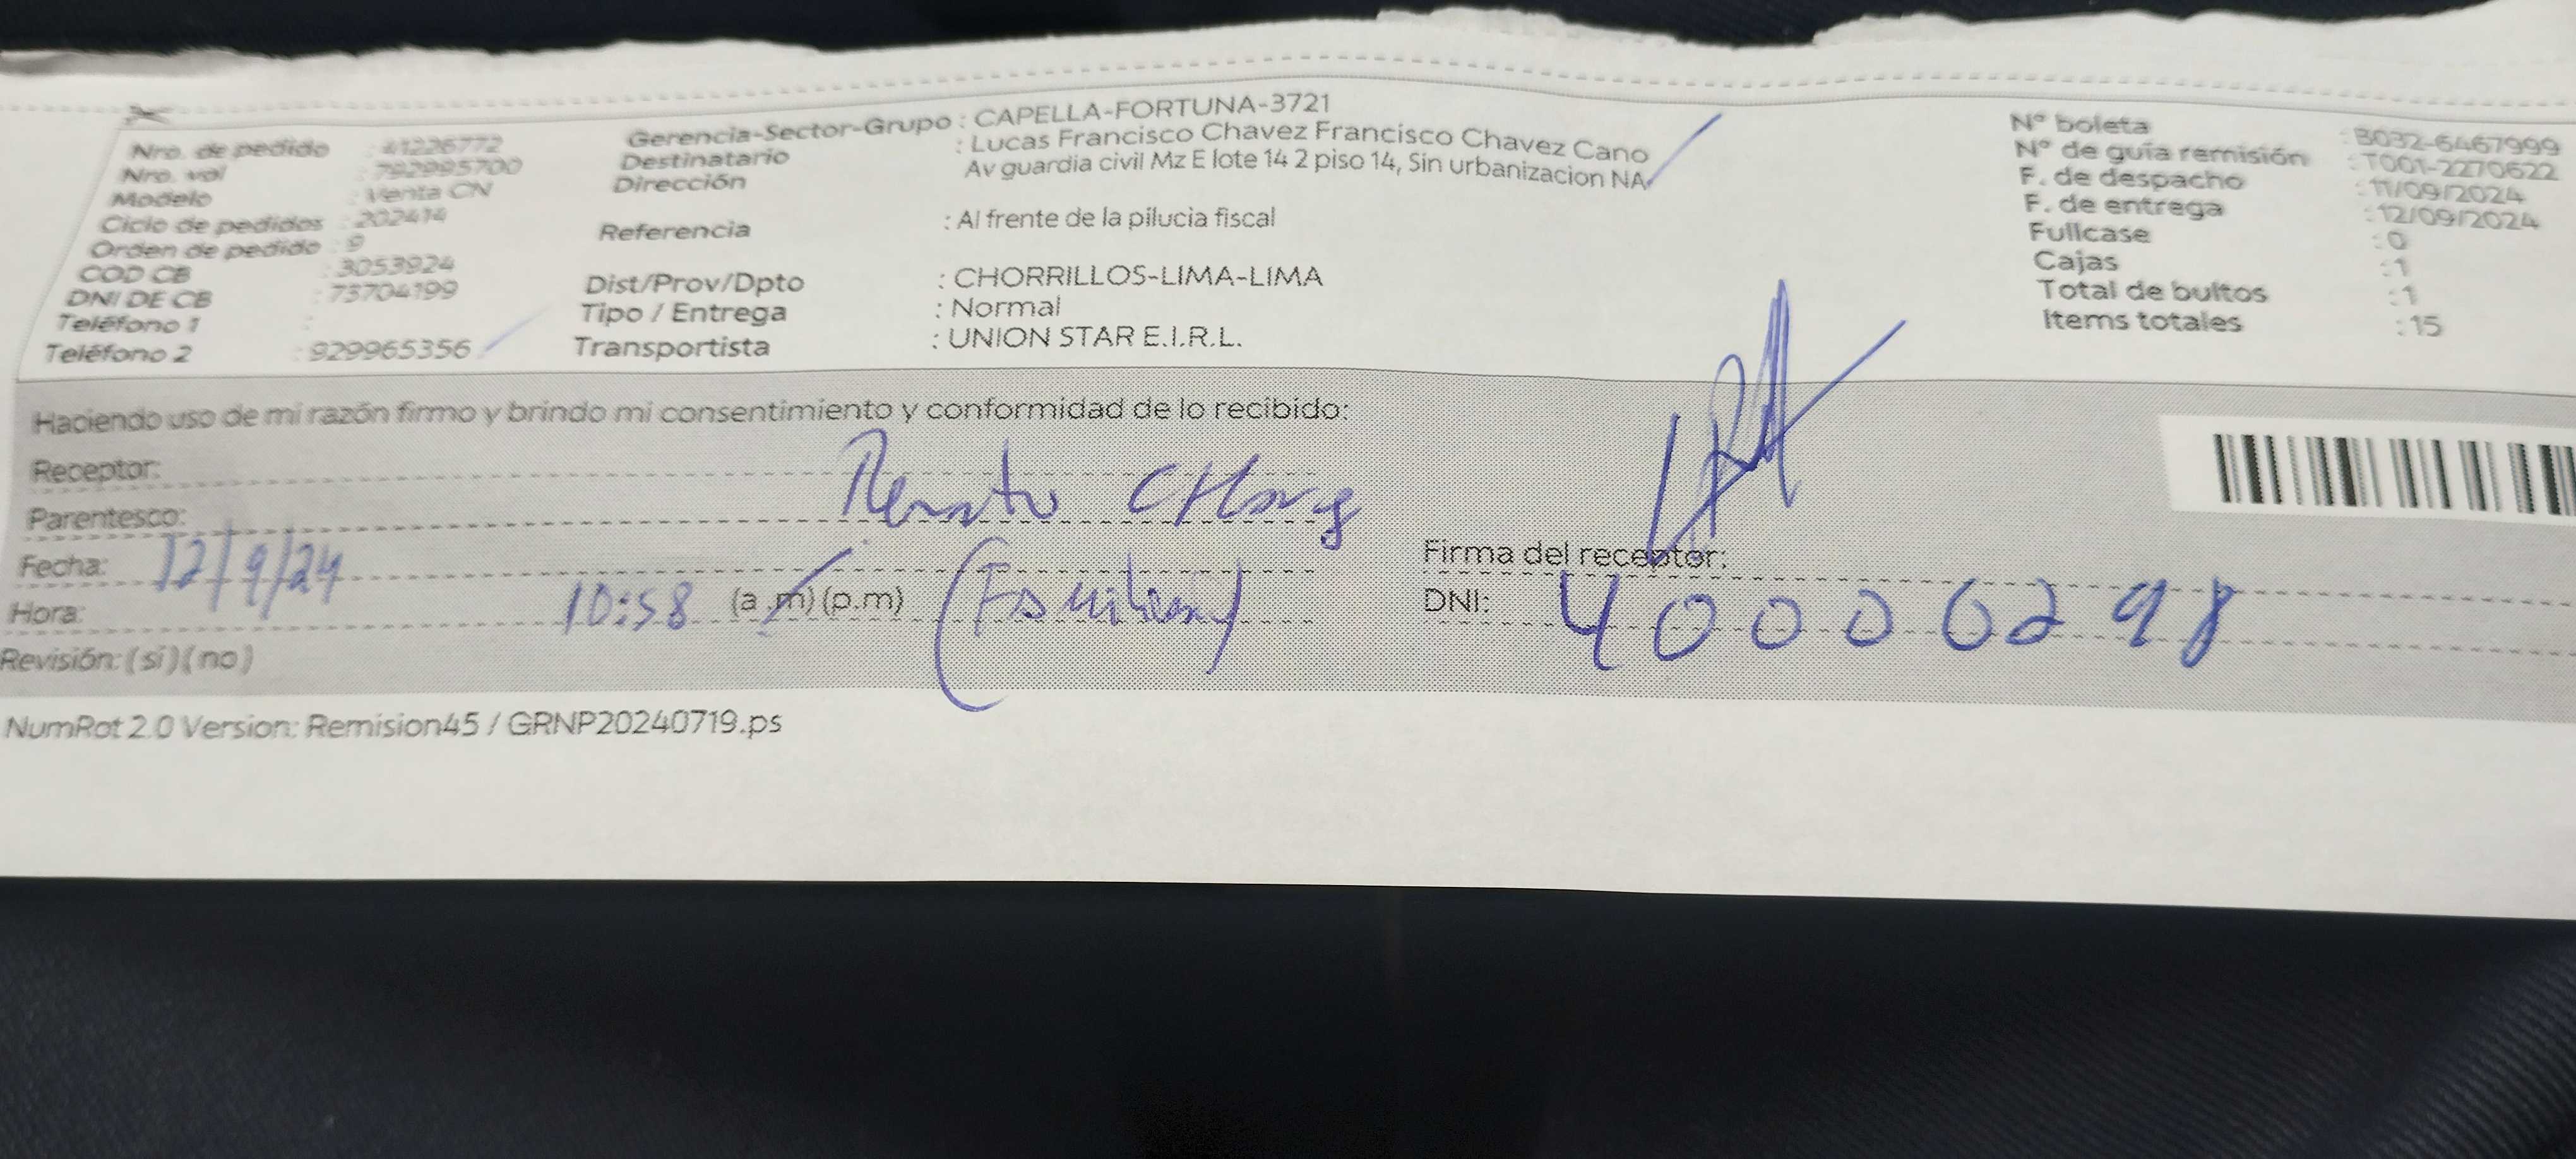 Nro. de pedido : 41226772
Nro. val : 792995700
Modelo : Venta CN
Ciclo de pedidos : 202414
Orden de pedido : 9
COD CB : 3053924
DNI DE CB : 73704199
Teléfono 1 :
Teléfono 2 : 929965356
Gerencia-Sector-Grupo : CAPELLA-FORTUNA-3721
Destinatario : Lucas Francisco Chavez Francisco Chavez Cano
Dirección Av guardia civil Mz E lote 14 2 piso 14, Sin urbanizacion NA
Referencia : Al frente de la pilucia fiscal
Dist/Prov/Dpto : CHORRILLOS-LIMA-LIMA
Tipo / Entrega : Normal
Transportista : UNION STAR E.I.R.L.
N° boleta : B032-6467999
N° de guía remisión : T001-2270622
F. de despacho : 11/09/2024
F. de entrega : 12/09/2024
Fullcase : 0
Cajas : 1
Total de bultos : 1
Items totales : 15
Haciendo uso de mi razón firmo y brindo mi consentimiento y conformidad de lo recibido:
Receptor: Renato CHang
Parentesco:
Fecha: 12/9/24
Hora: 10:58 (a.m) (p.m) (Familiar)
Revisión: (si) (no)
Firma del receptor:
DNI: 40000298
NumRot 2.0 Version: Remision45 / GRNP20240719.ps